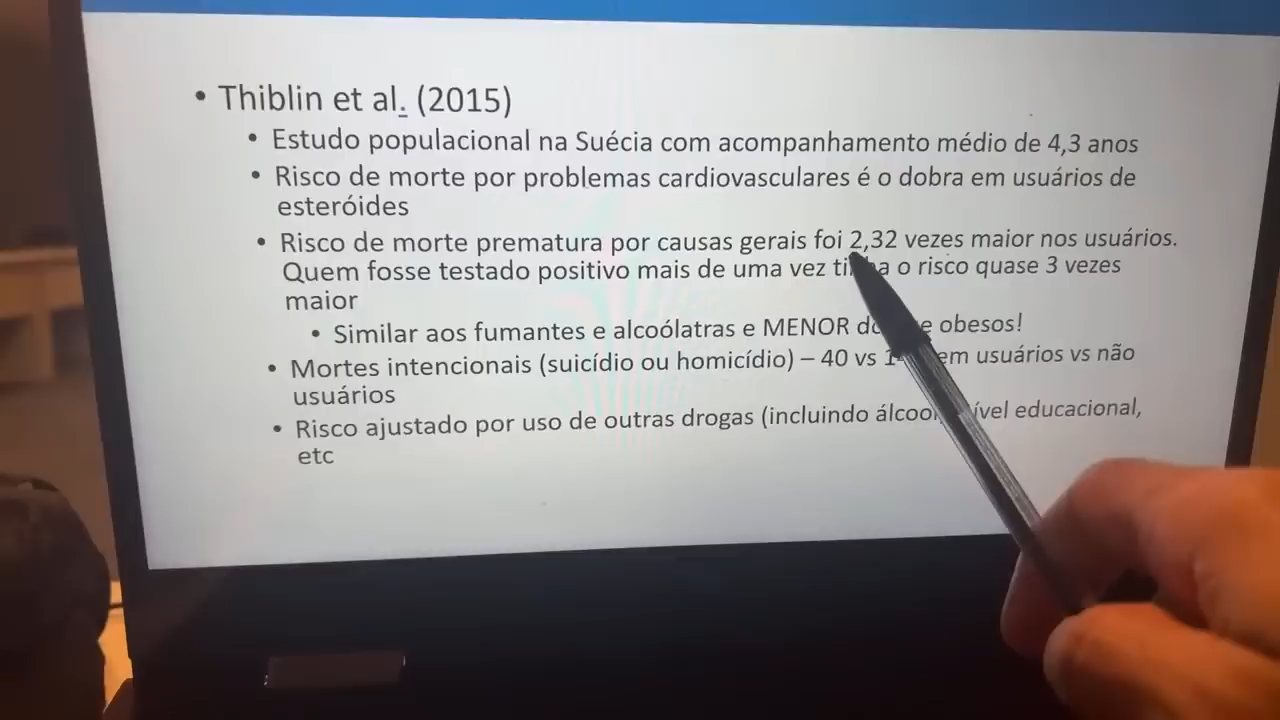 • Thiblin et al. (2015)
• Estudo populacional na Suécia com acompanhamento médio de 4,3 anos
• Risco de morte por problemas cardiovasculares é o dobra em usuários de
esteróides
• Risco de morte prematura por causas gerais foi 2,32 vezes maior nos usuários.
Quem fosse testado positivo mais de uma vez tinha o risco quase 3 vezes
maior
• Similar aos fumantes e alcoólatras e MENOR obesos!
• Mortes intencionais (suicídio ou homicídio) – 40 vs em usuários vs não
usuários
• Risco ajustado por uso de outras drogas (incluindo álcool nível educacional,
etc